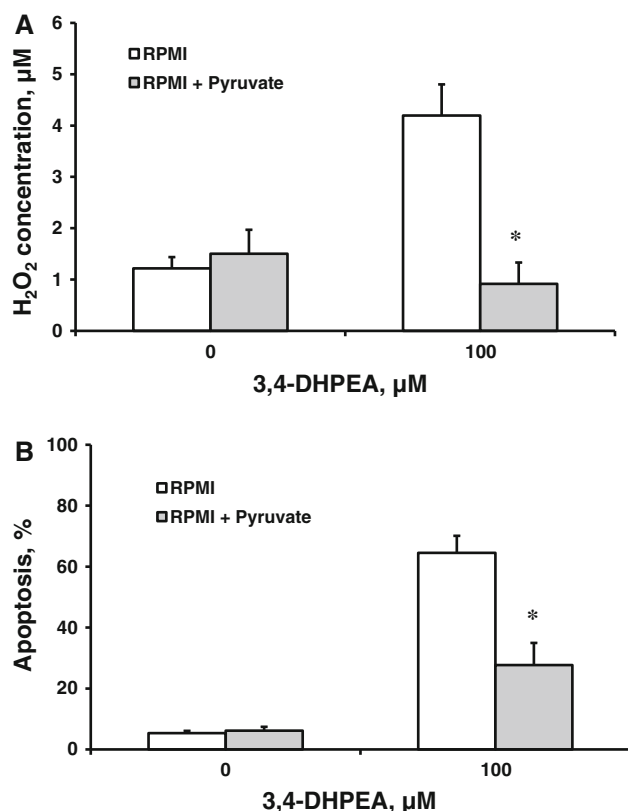 A
6
5
4
3
2
1
0
H₂O₂ concentration, µM
RPMI
RPMI + Pyruvate
*
0
100
3,4-DHPEA, µM
B
100
80
60
40
20
0
Apoptosis, %
RPMI
RPMI + Pyruvate
*
0
100
3,4-DHPEA, µM